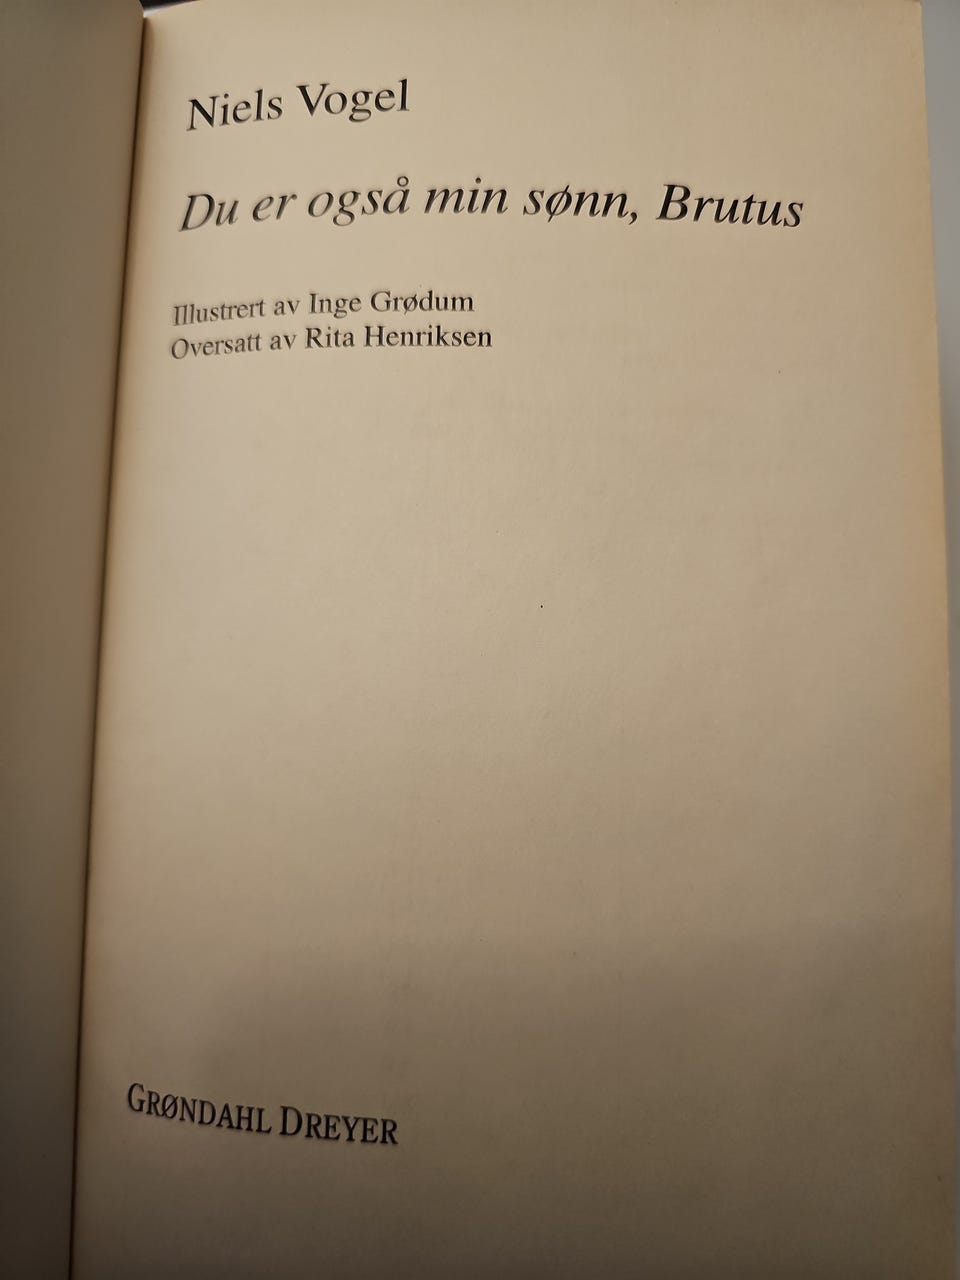 Niels Vogel
Du er også min sønn, Brutus
Illustrert av Inge Grødum
Oversatt av Rita Henriksen
GRØNDAHL DREYER